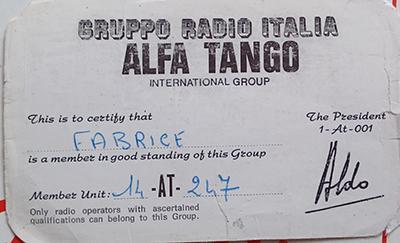 GRUPPO RADIO ITALIA
ALFA TANGO
INTERNATIONAL GROUP
This is to certify that
The President
1-At-001
FABRICE
is a member in good standing of this Group
Member Unit: 14 -AT- 247
Aldo
Only radio operators with ascertained
qualifications can belong to this Group.